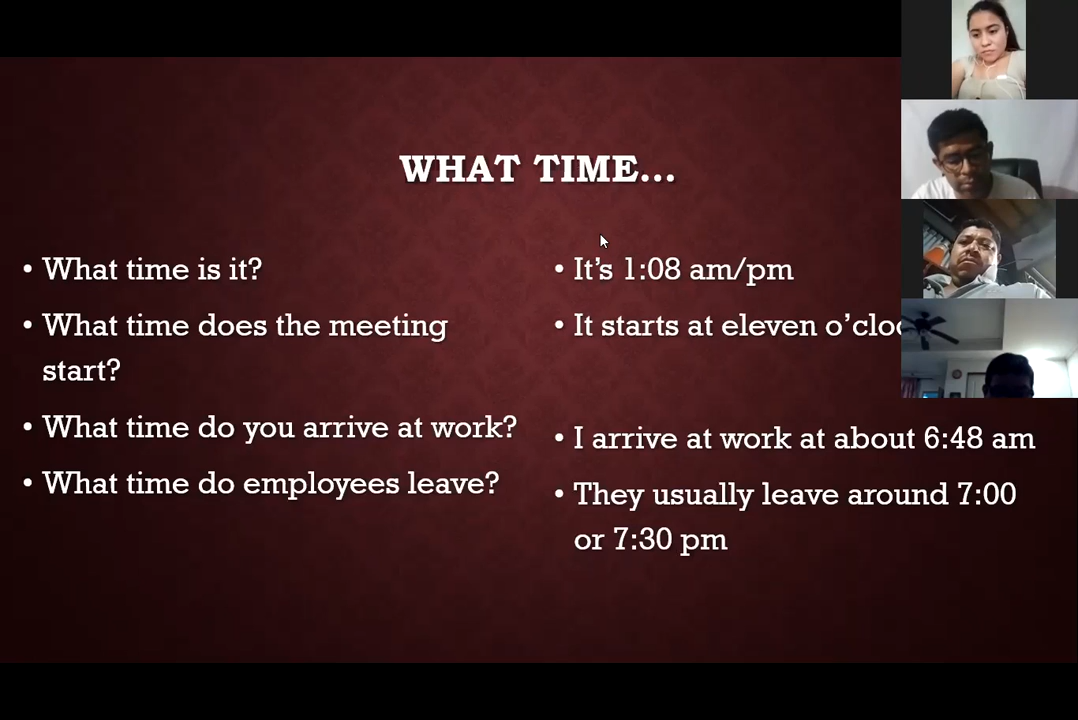 WHAT TIME...
• What time is it?
• What time does the meeting
start?
• What time do you arrive at work?
• What time do employees leave?
• It's 1:08 am/pm
• It starts at eleven
• I arrive at work at about 6:48 am
• They usually leave around 7:00
or 7:30 pm